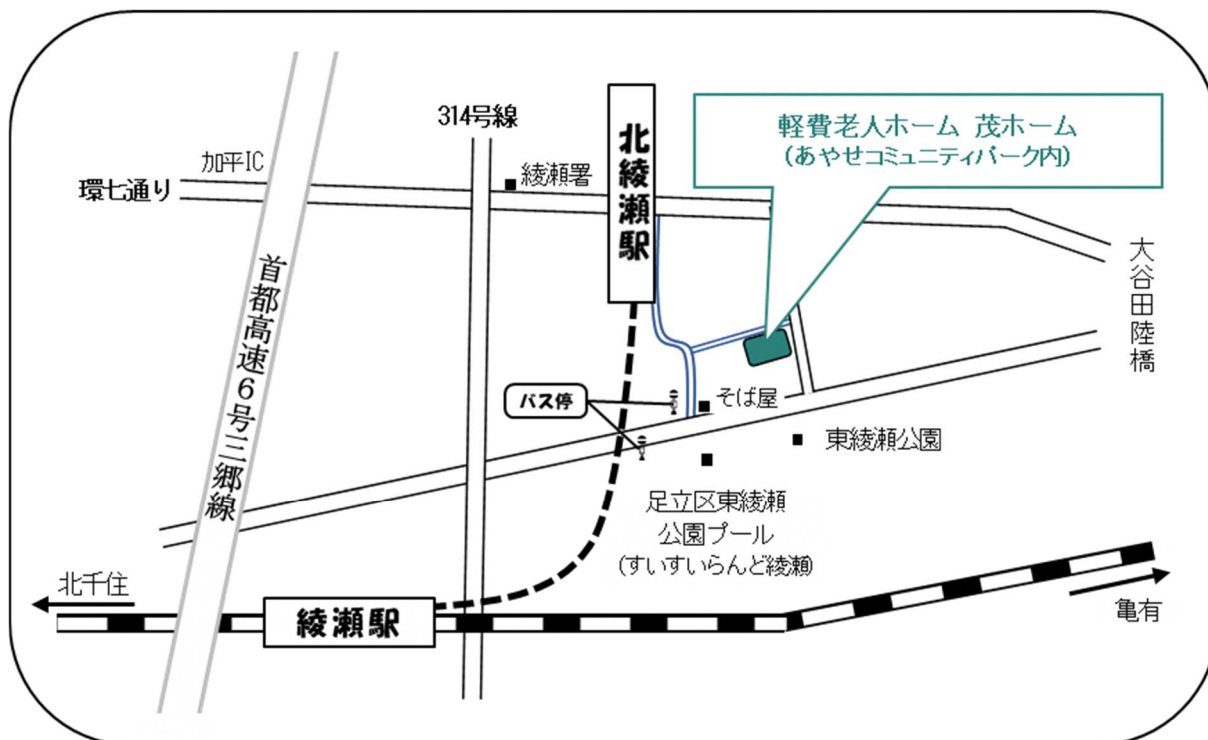 314号線
北綾瀬駅
軽費老人ホーム 茂ホーム
(あやせコミュニティパーク内)
加平IC
綾瀬署
環七通り
首都高速6号三郷線
大谷田陸橋
バス停
そば屋
東綾瀬公園
足立区東綾瀬
公園プール
(すいすいらんど綾瀬)
北千住
綾瀬駅
亀有